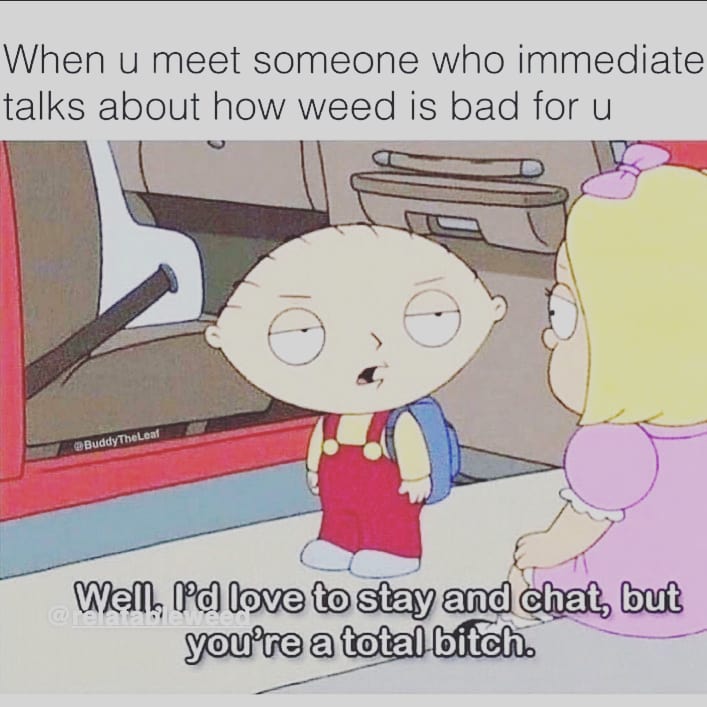 When u meet someone who immediate
talks about how weed is bad for u
@BuddyTheLeaf
Well, I'd love to stay and chat, but
@relatableweed
you're a total bitch.